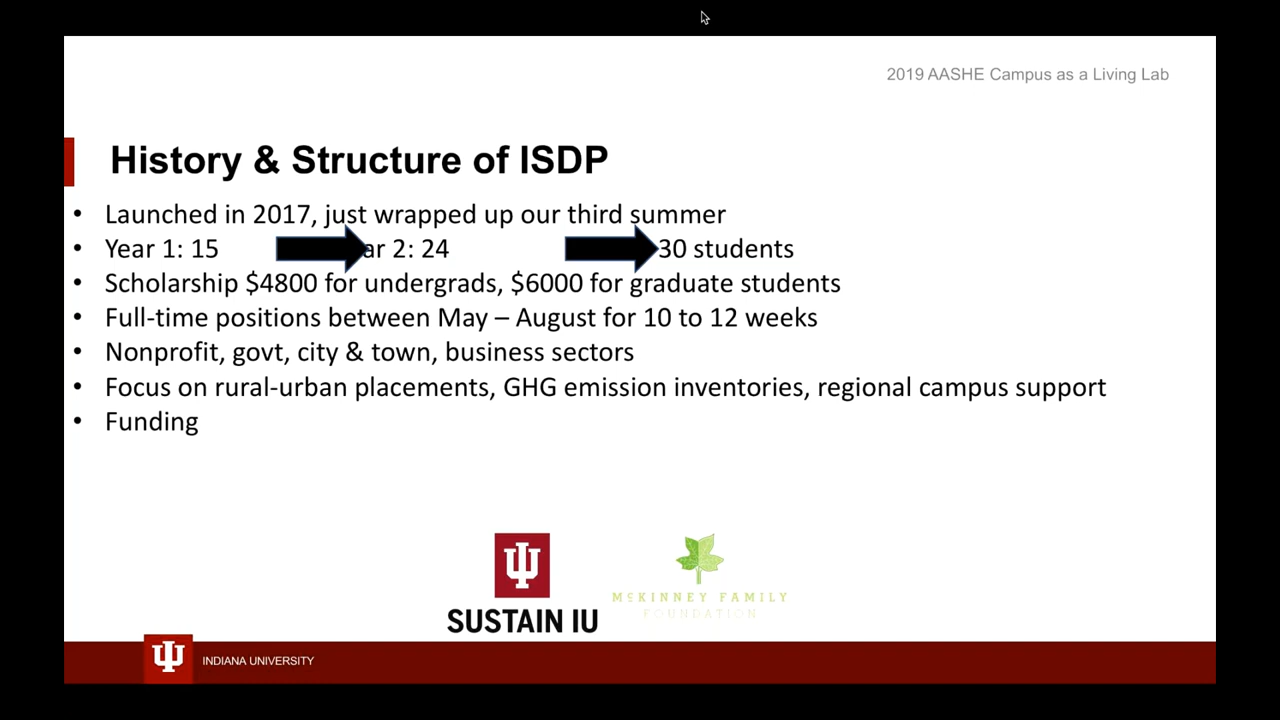 2019 AASHE Campus as a Living Lab
History & Structure of ISDP
• Launched in 2017, just wrapped up our third summer
• Year 1: 15 ar 2: 24 30 students
• Scholarship $4800 for undergrads, $6000 for graduate students
• Full-time positions between May – August for 10 to 12 weeks
• Nonprofit, govt, city & town, business sectors
• Focus on rural-urban placements, GHG emission inventories, regional campus support
• Funding
SUSTAIN IU
MCKINNEY FAMILY
FOUNDATION
INDIANA UNIVERSITY